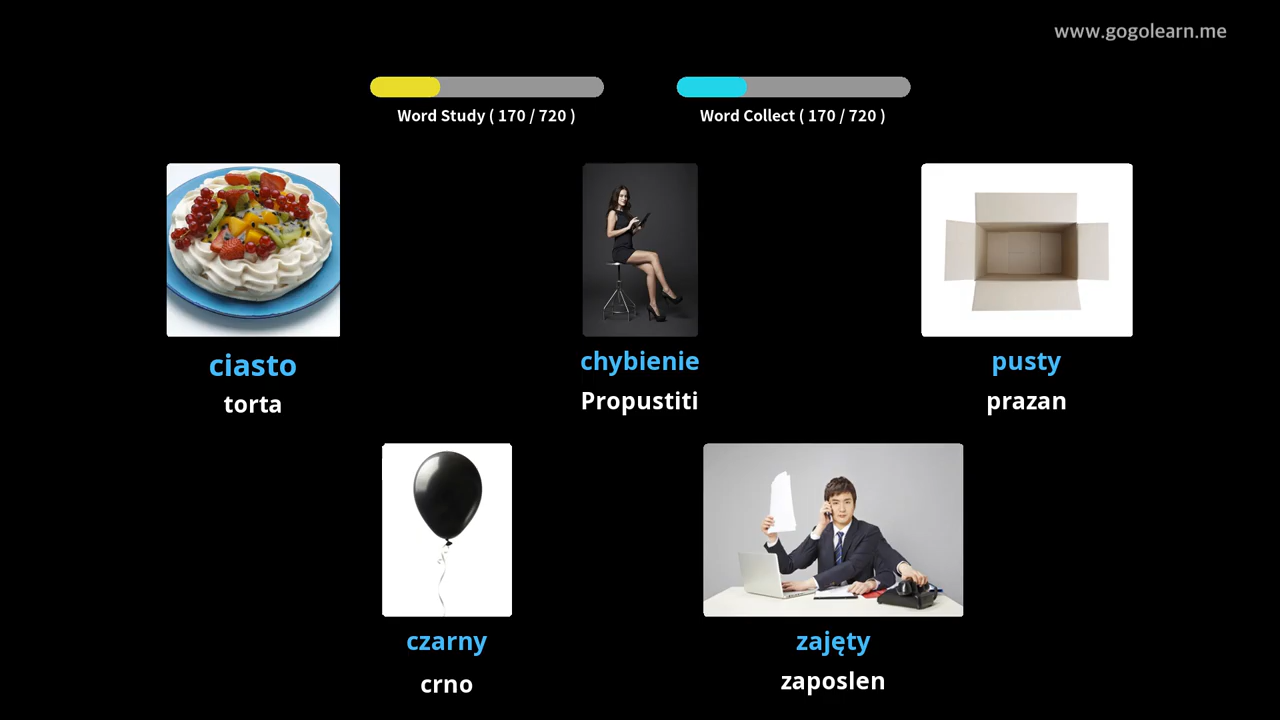 www.gogolearn.me
Word Study ( 170 / 720 )
Word Collect ( 170 / 720 )
ciasto
torta
chybienie
Propustiti
pusty
prazan
czarny
crno
zajęty
zaposlen